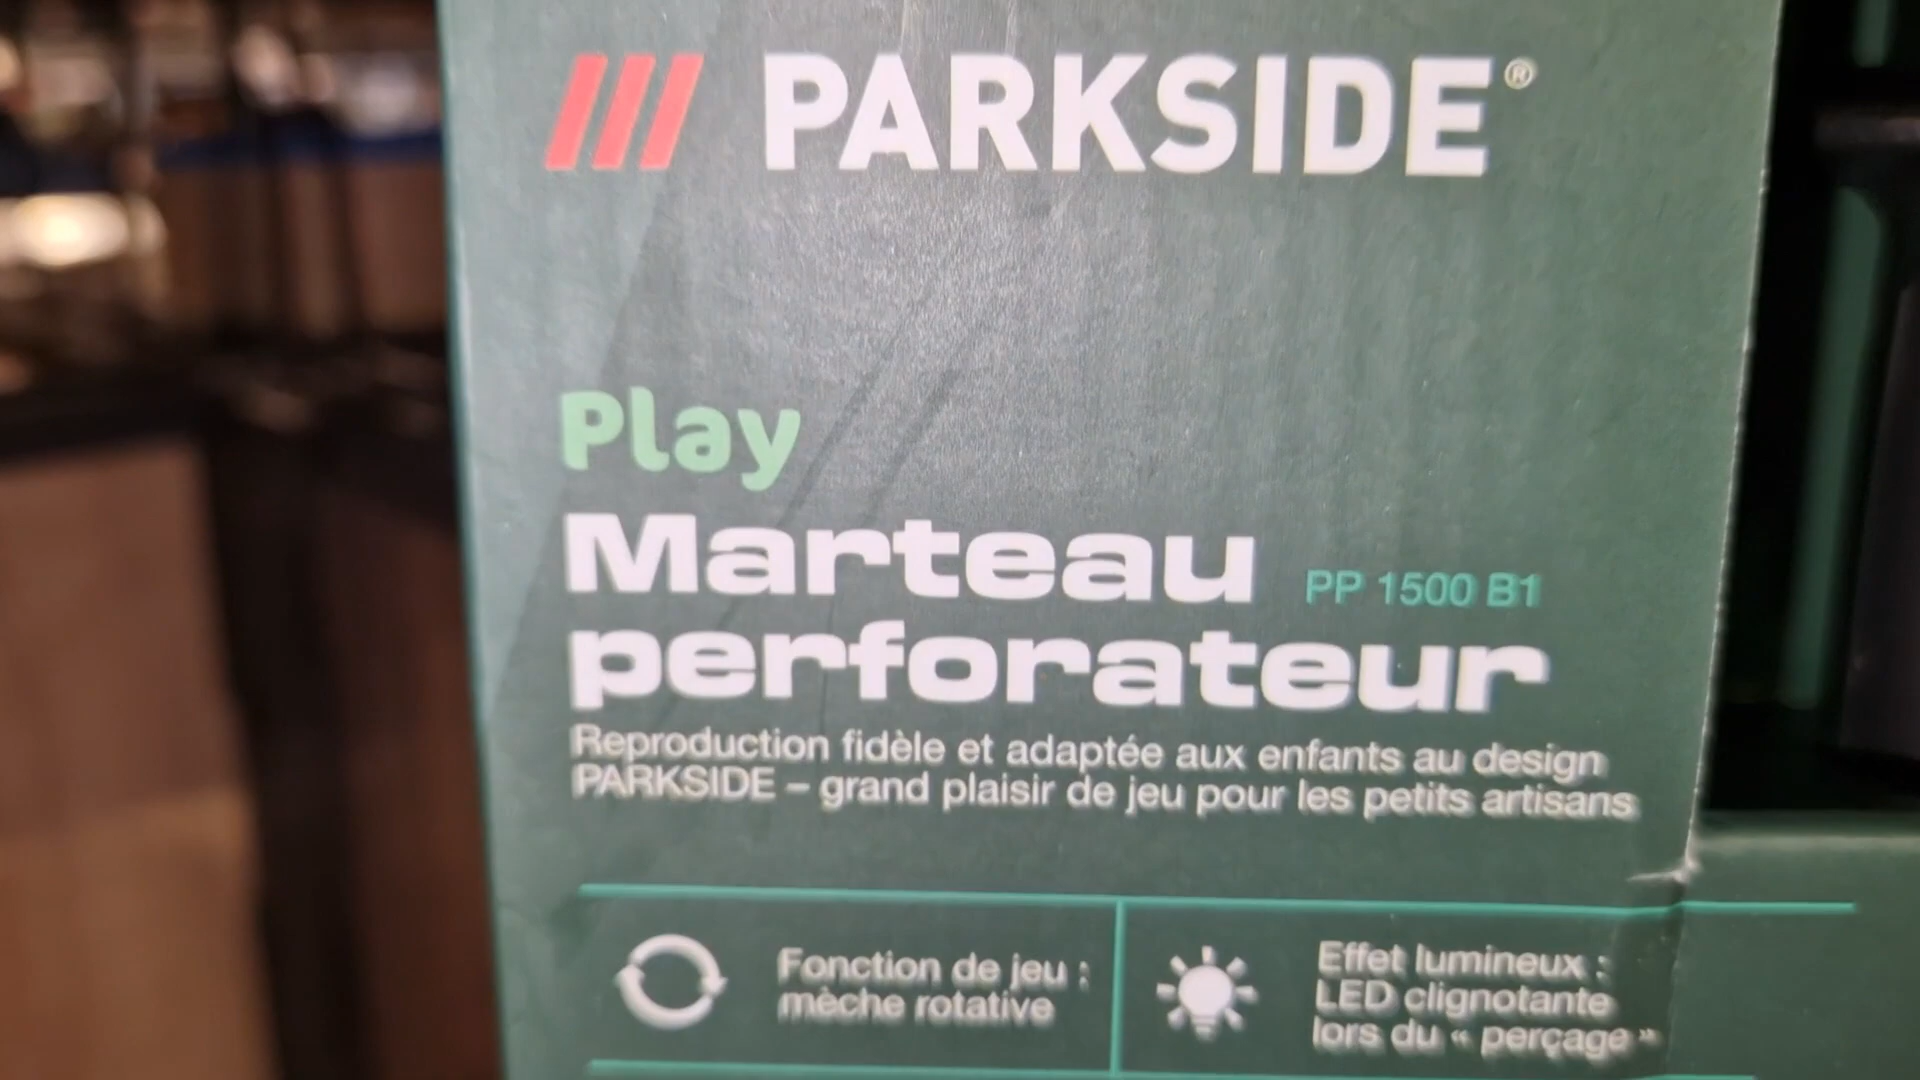 PARKSIDE®
Play
Marteau PP 1500 B1
perforateur
Reproduction fidèle et adaptée aux enfants au design
PARKSIDE – grand plaisir de jeu pour les petits artisans
Fonction de jeu :
mèche rotative
Effet lumineux :
LED clignotante
lors du « perçage »